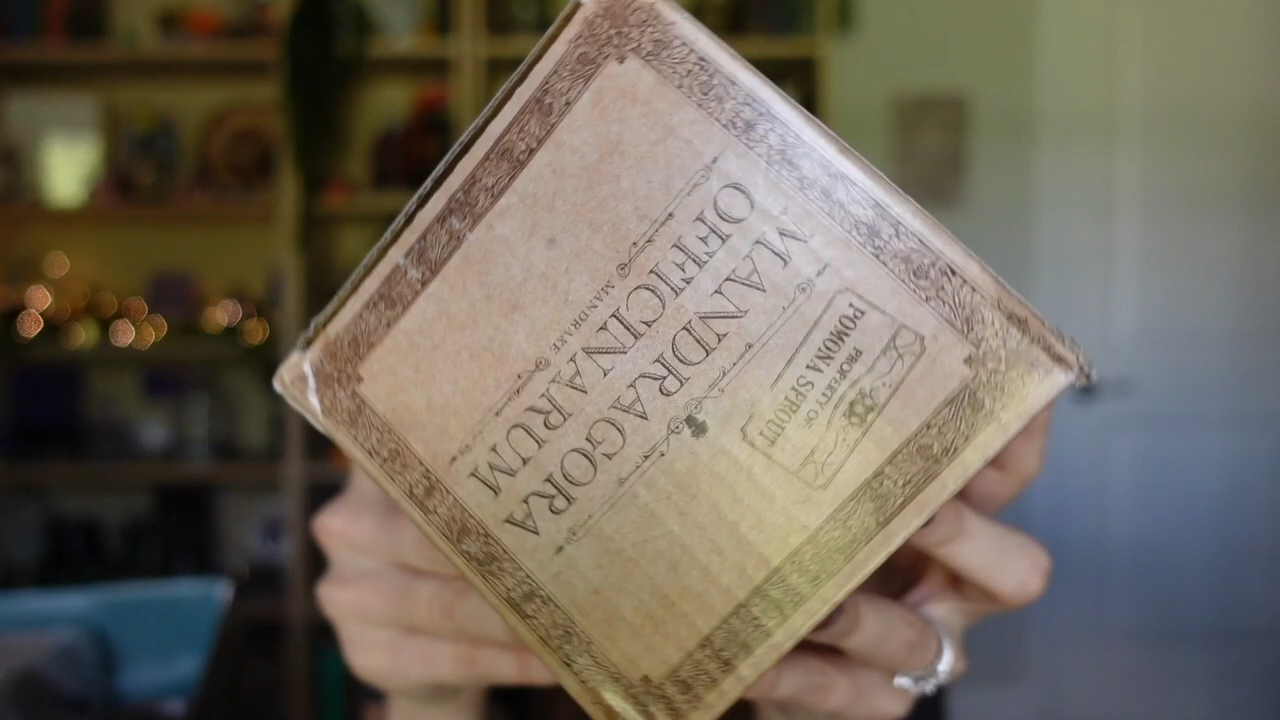 PROPERTY OF:
POMONA SPROUT
MANDRAGORA
OFFICINARUM
MANDRAKE